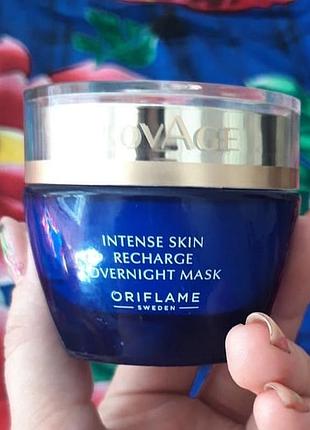 OVAGE
INTENSE SKIN
RECHARGE
OVERNIGHT MASK
ORIFLAME
SWEDEN